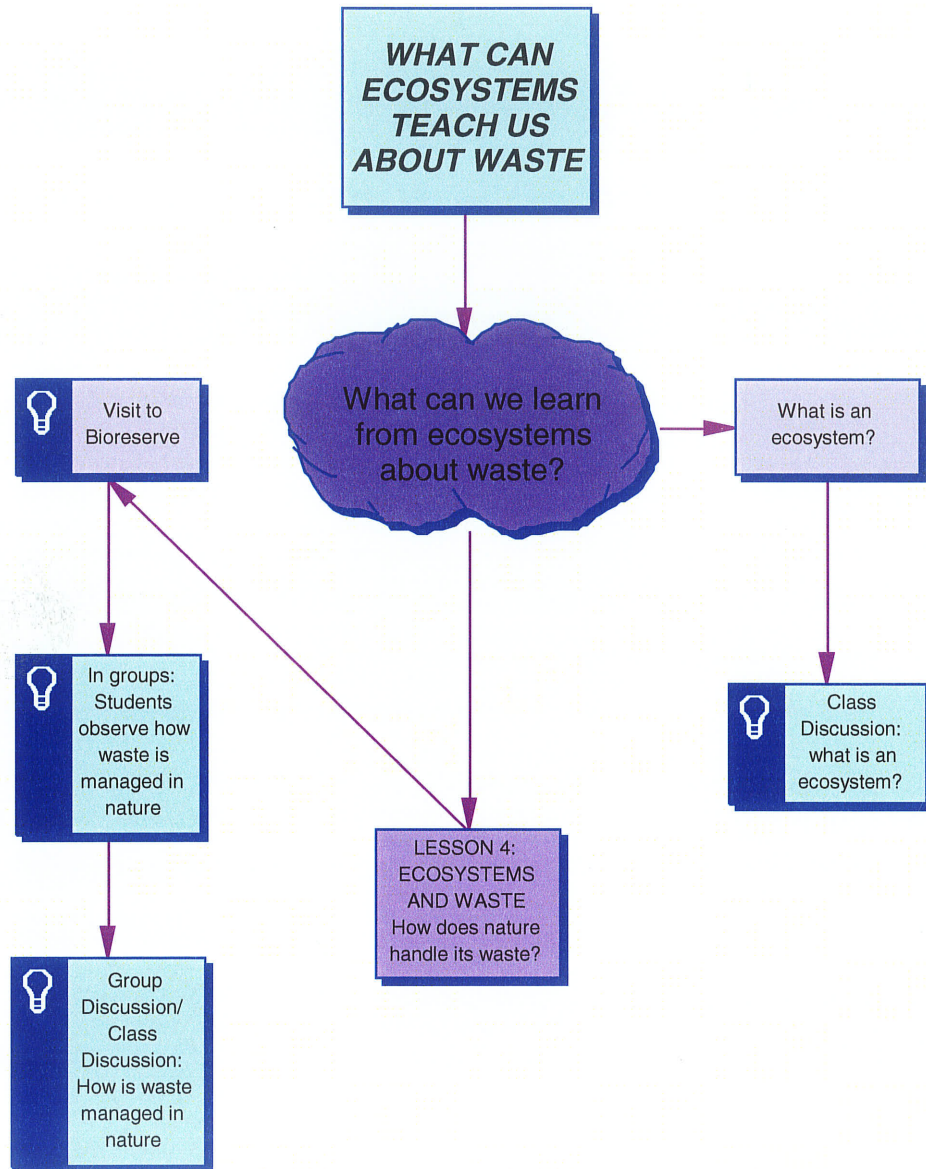 WHAT CAN
ECOSYSTEMS
TEACH US
ABOUT WASTE
What can we learn
from ecosystems
about waste?
Visit to
Bioreserve
What is an
ecosystem?
In groups:
Students
observe how
waste is
managed in
nature
Class
Discussion:
what is an
ecosystem?
LESSON 4:
ECOSYSTEMS
AND WASTE
How does nature
handle its waste?
Group
Discussion/
Class
Discussion:
How is waste
managed in
nature